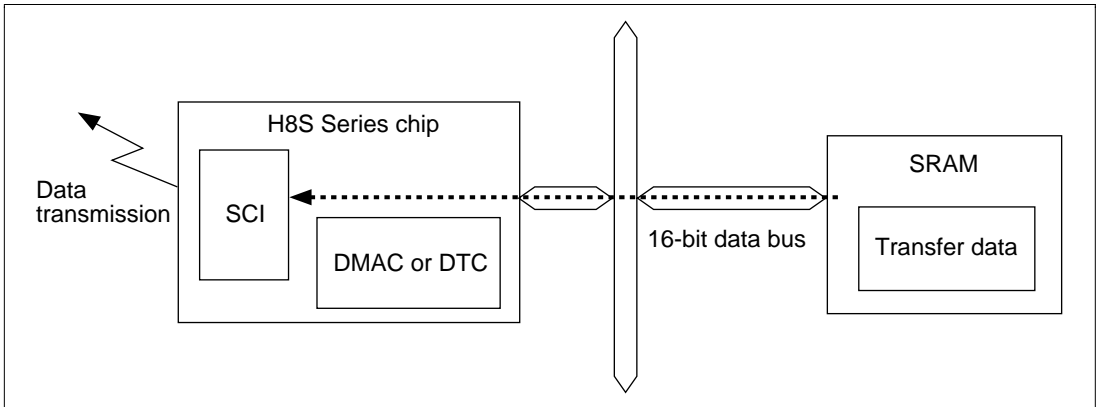 H8S Series chip
Data
transmission
SCI
DMAC or DTC
16-bit data bus
SRAM
Transfer data